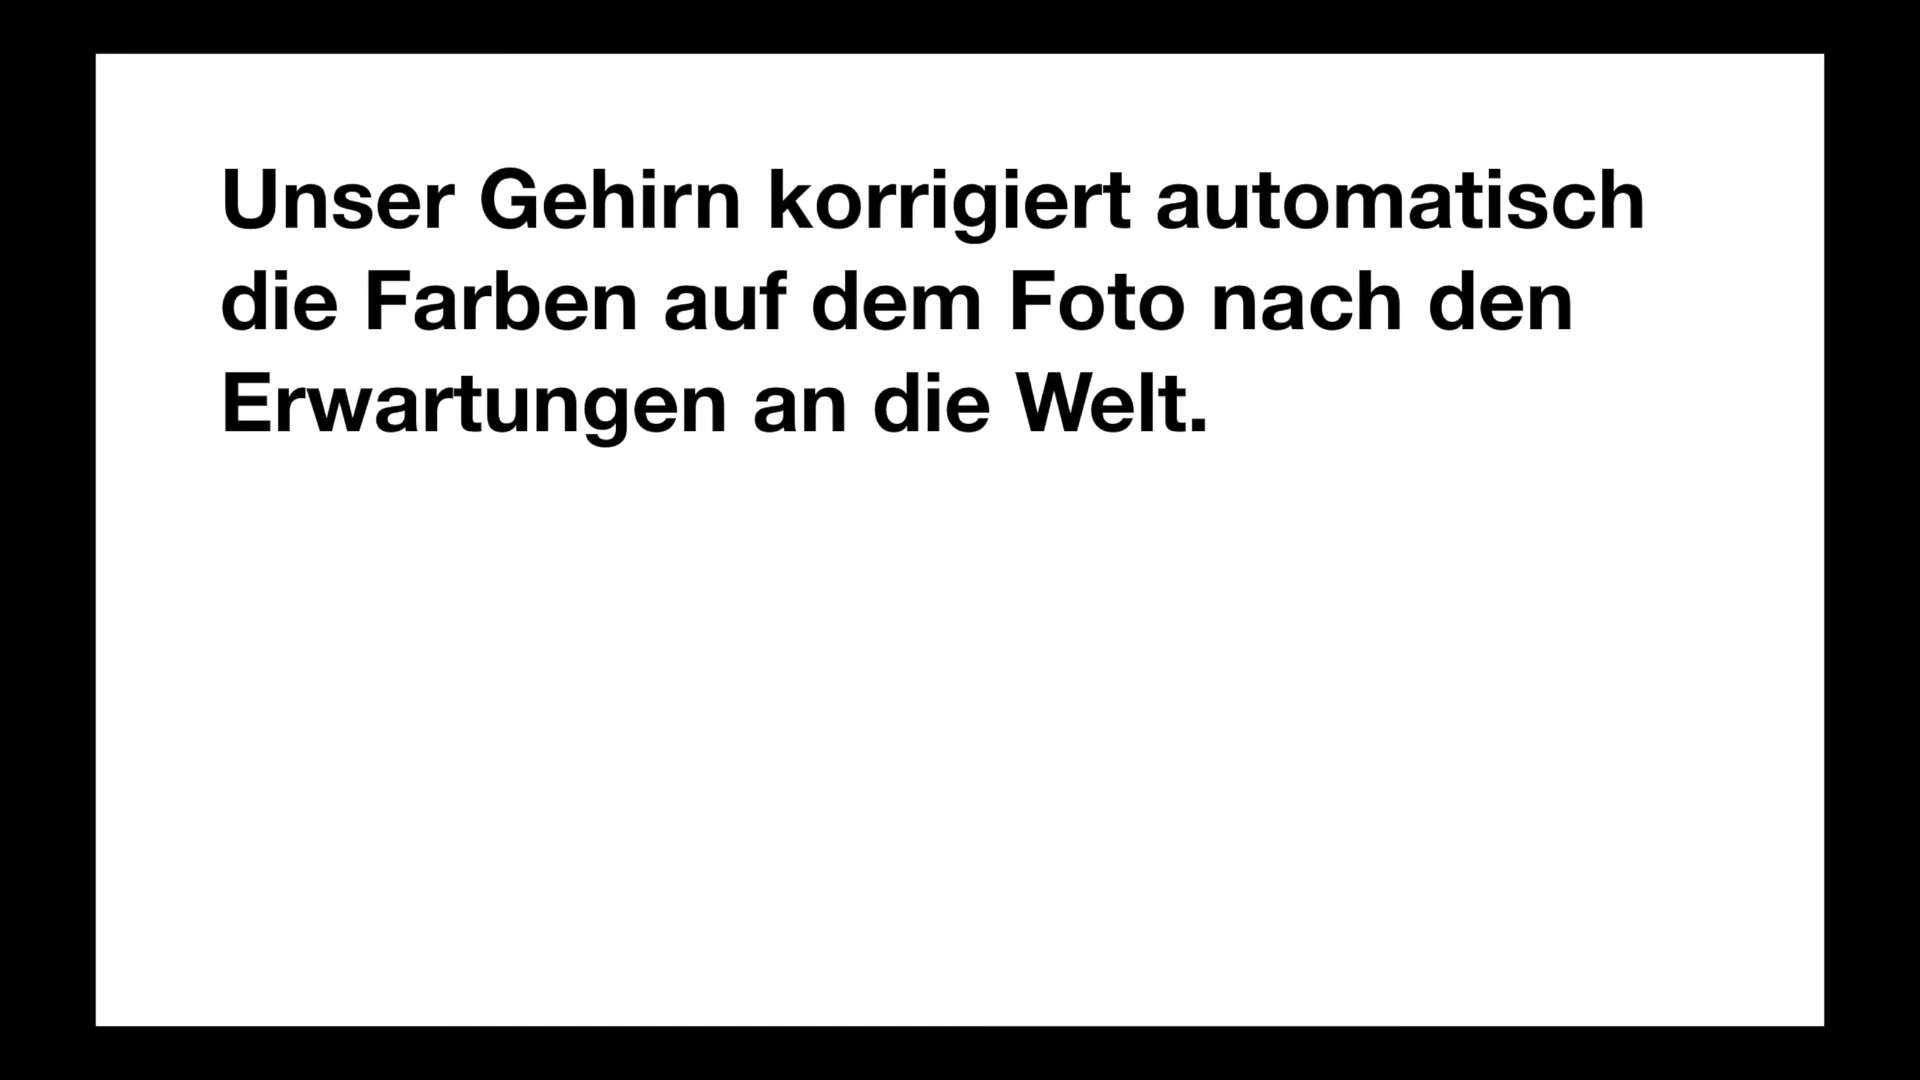 Unser Gehirn korrigiert automatisch
die Farben auf dem Foto nach den
Erwartungen an die Welt.